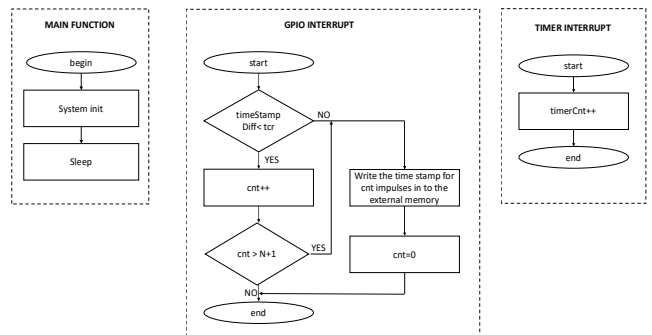 MAIN FUNCTION
begin
System init
Sleep
GPIO INTERRUPT
start
timeStamp
Diff< tcr
NO
YES
cnt++
Write the time stamp for
cnt impulses in to the
external memory
cnt > N+1
YES
cnt=0
NO
end
TIMER INTERRUPT
start
timerCnt++
end